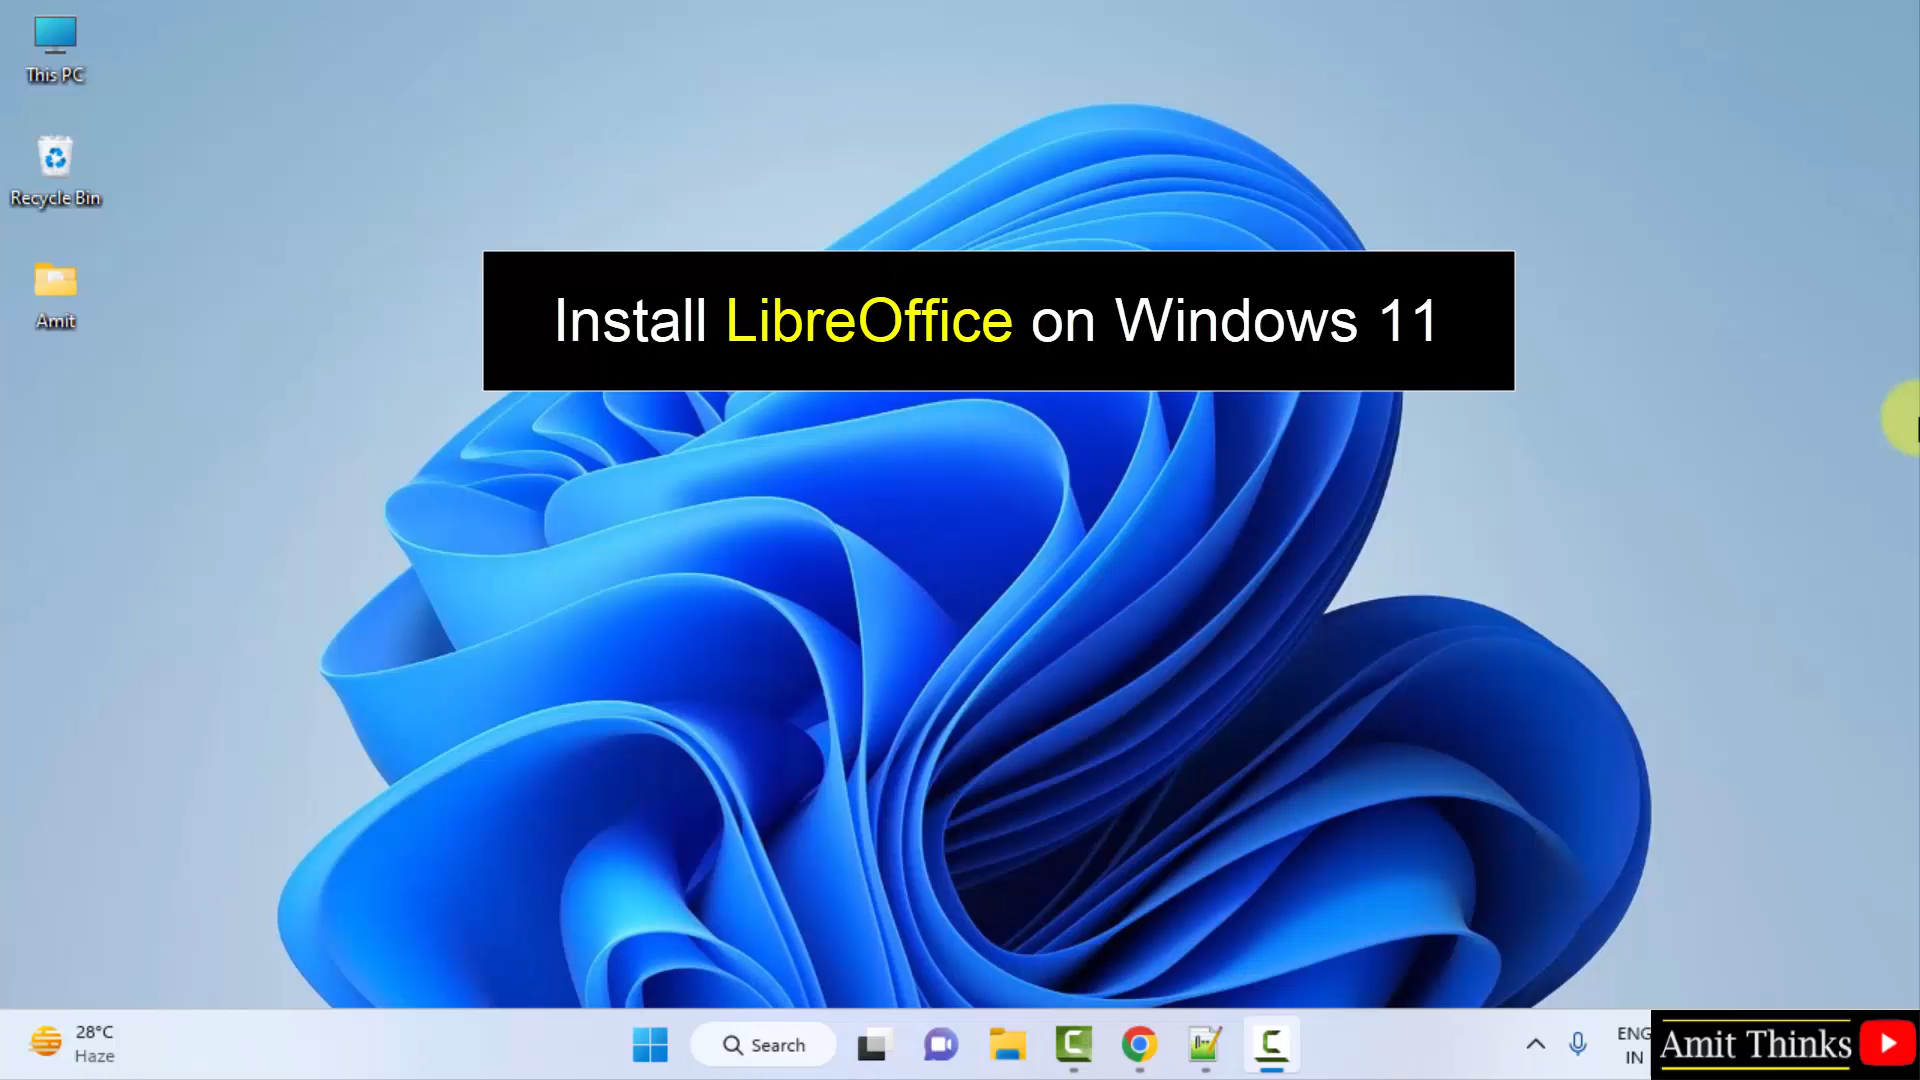 This PC
Recycle Bin
Amit
Install LibreOffice on Windows 11
28°C
Haze
Search
ENG
IN
Amit Thinks